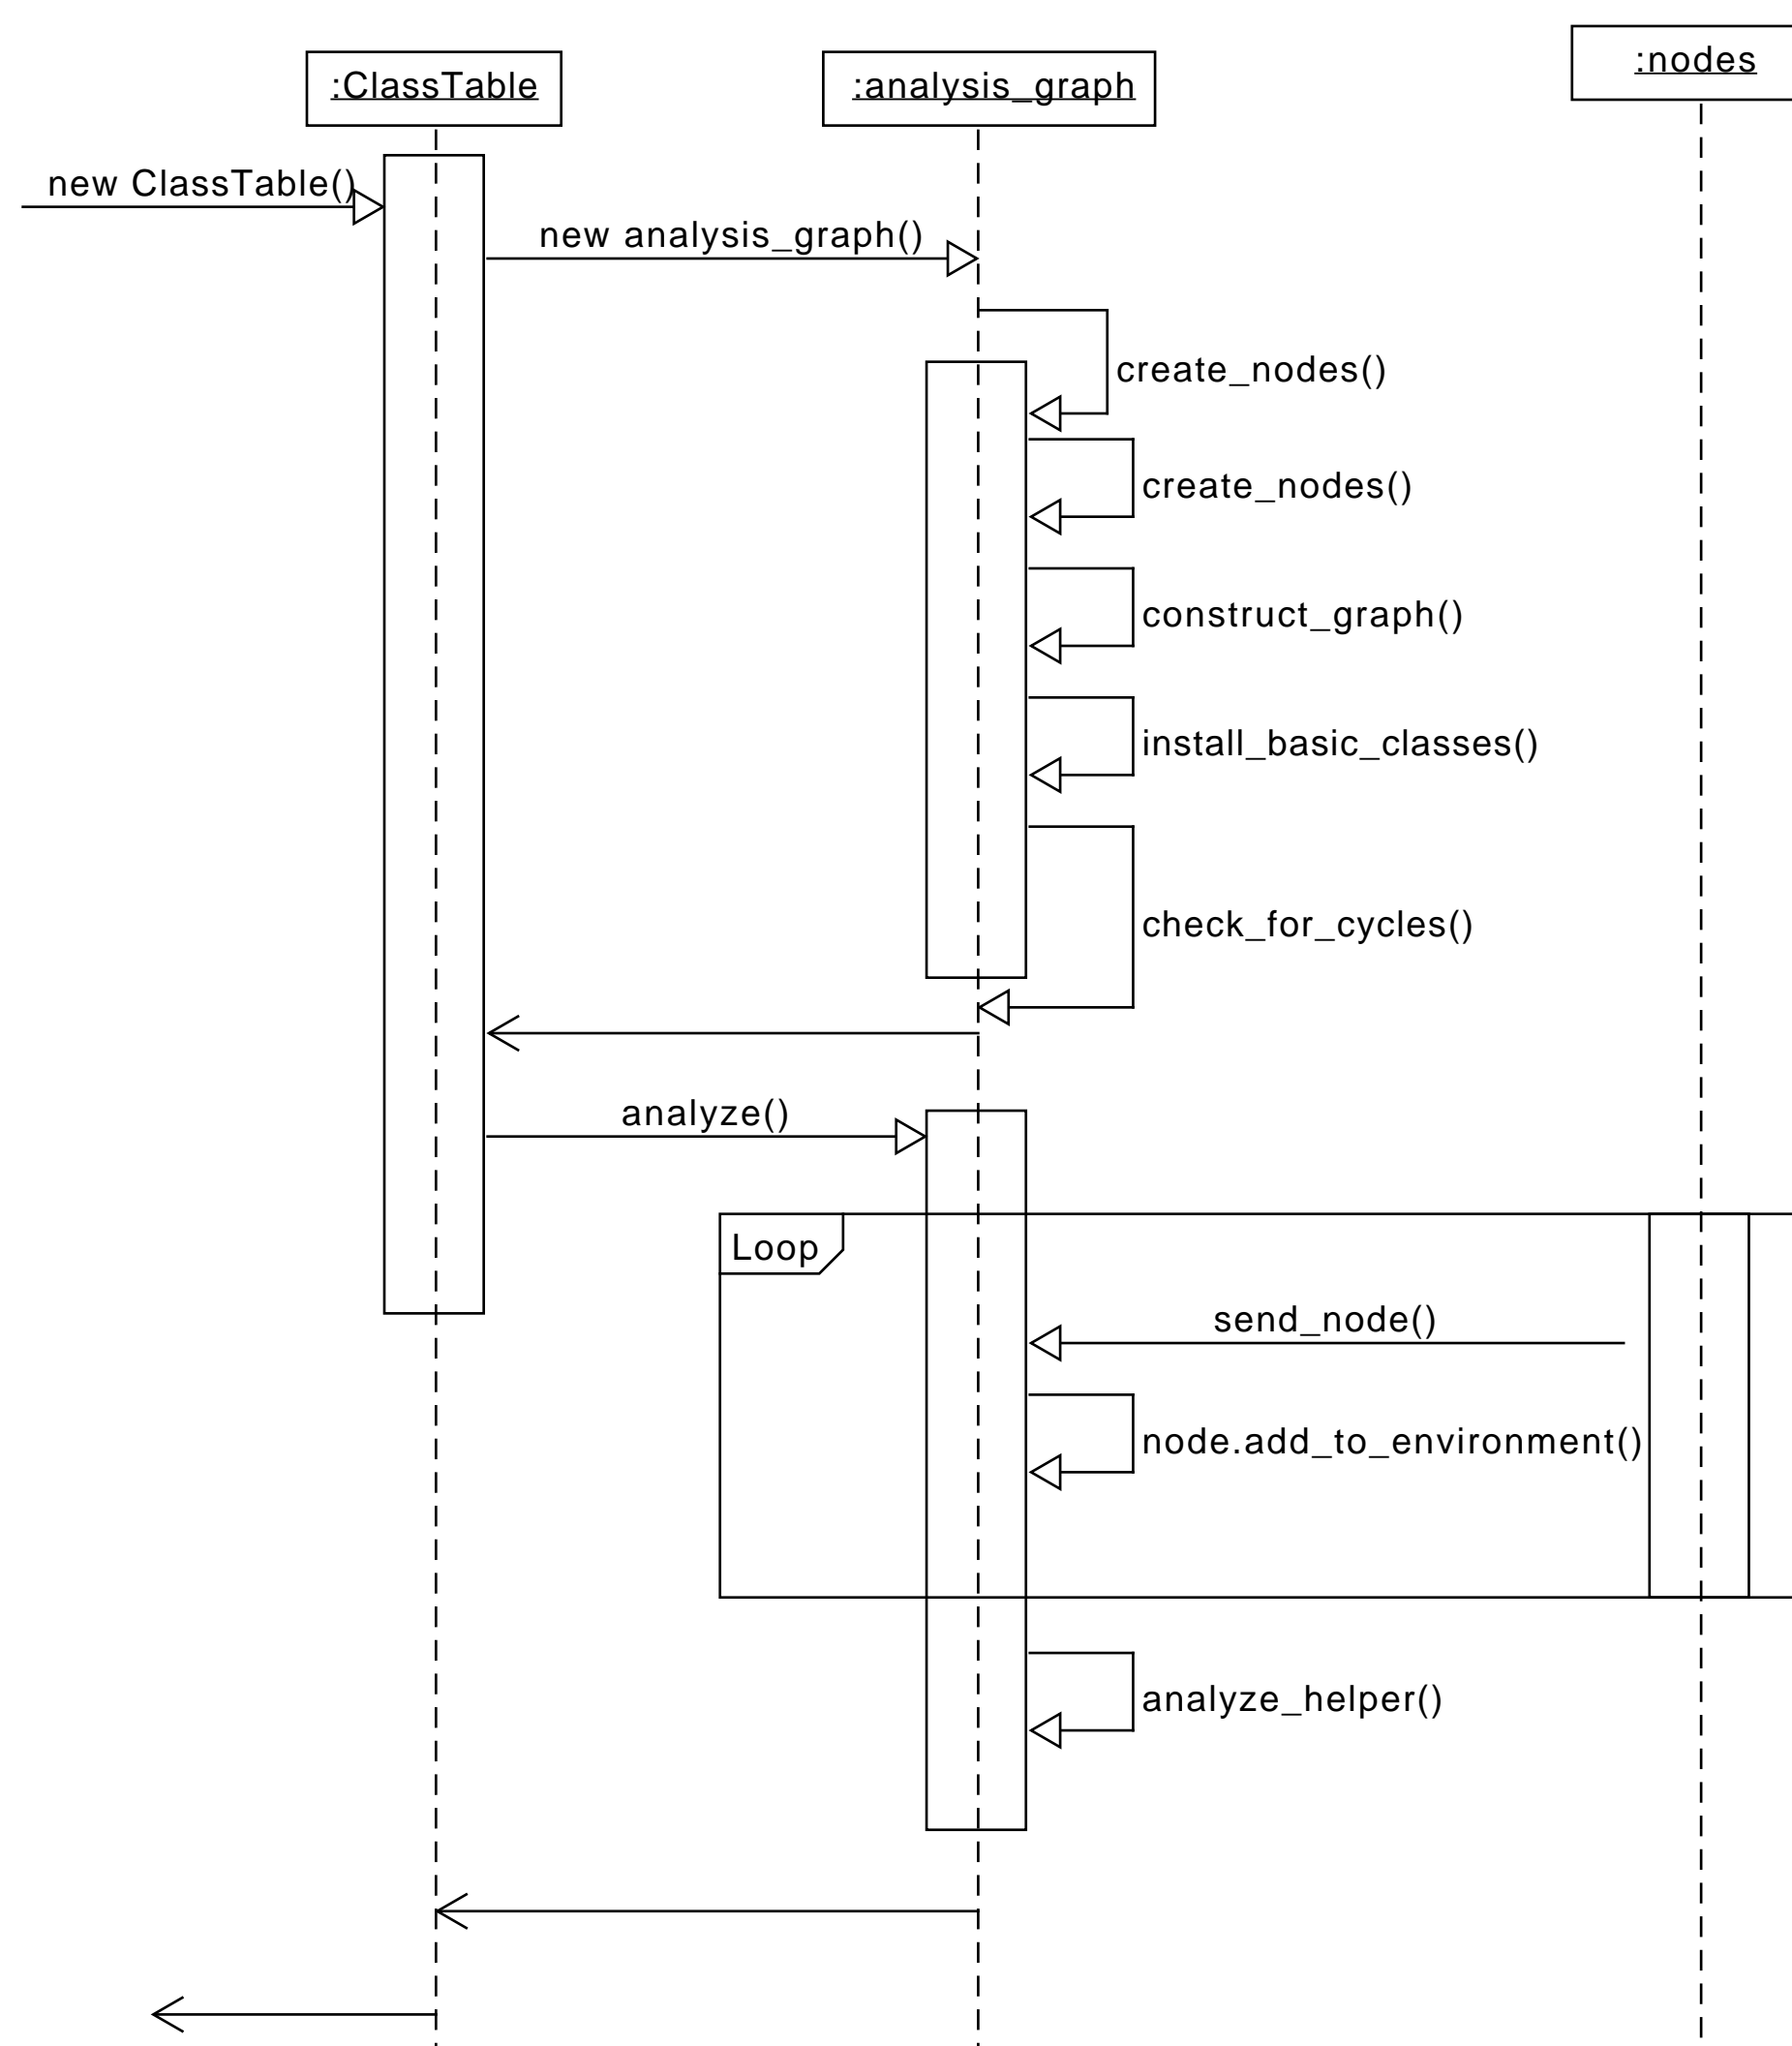 :nodes
:ClassTable
:analysis_graph
new ClassTable()
new analysis_graph()
create_nodes()
create_nodes()
construct_graph()
install_basic_classes()
check_for_cycles()
analyze()
Loop
send_node()
node.add_to_environment()
analyze_helper()